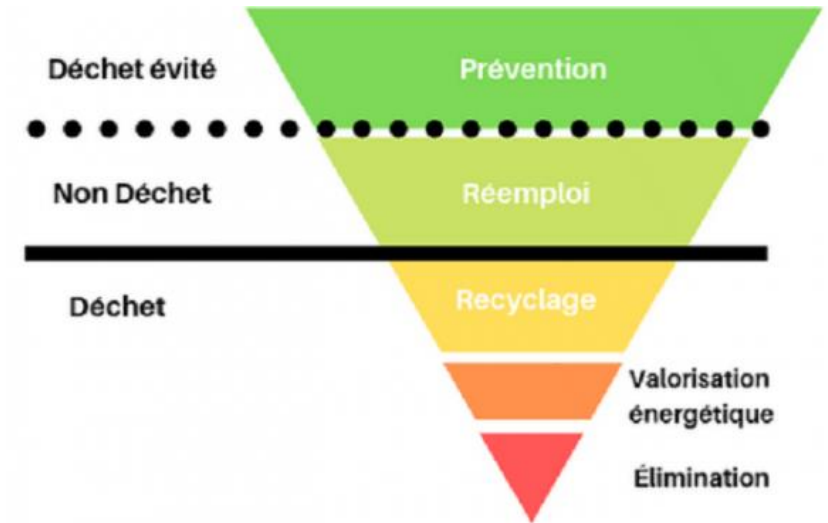 Déchet évité
Prévention
Non Déchet
Réemploi
Déchet
Recyclage
Valorisation
énergétique
Élimination